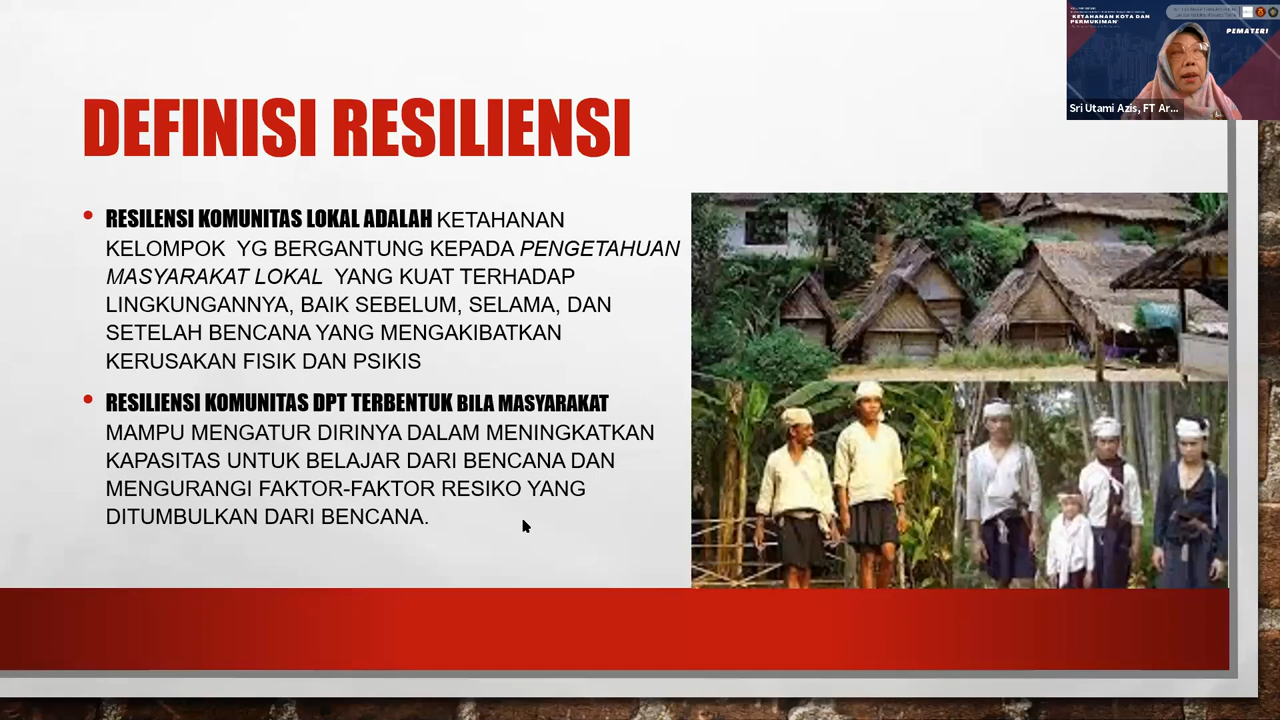 KETAHANAN KOTA DAN
PERMUKIMAN'
PEMATERI
Sri Utami Azis, FT Ar...
DEFINISI RESILIENSI
• RESILENSI KOMUNITAS LOKAL ADALAH KETAHANAN
KELOMPOK YG BERGANTUNG KEPADA PENGETAHUAN
MASYARAKAT LOKAL YANG KUAT TERHADAP
LINGKUNGANNYA, BAIK SEBELUM, SELAMA, DAN
SETELAH BENCANA YANG MENGAKIBATKAN
KERUSAKAN FISIK DAN PSIKIS
• RESILIENSI KOMUNITAS DPT TERBENTUK BILA MASYARAKAT
MAMPU MENGATUR DIRINYA DALAM MENINGKATKAN
KAPASITAS UNTUK BELAJAR DARI BENCANA DAN
MENGURANGI FAKTOR-FAKTOR RESIKO YANG
DITUMBULKAN DARI BENCANA.